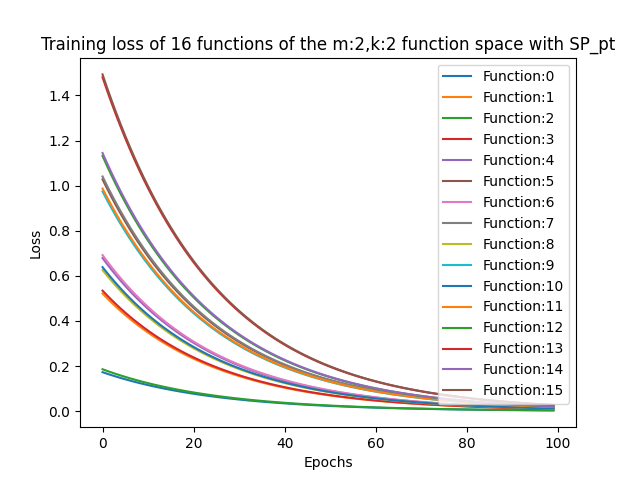 Training loss of 16 functions of the m:2,k:2 function space with SP_pt
Loss
1.4
1.2
1.0
0.8
0.6
0.4
0.2
0.0
0
20
40
60
80
100
Epochs
Function:0
Function:1
Function:2
Function:3
Function:4
Function:5
Function:6
Function:7
Function:8
Function:9
Function:10
Function:11
Function:12
Function:13
Function:14
Function:15